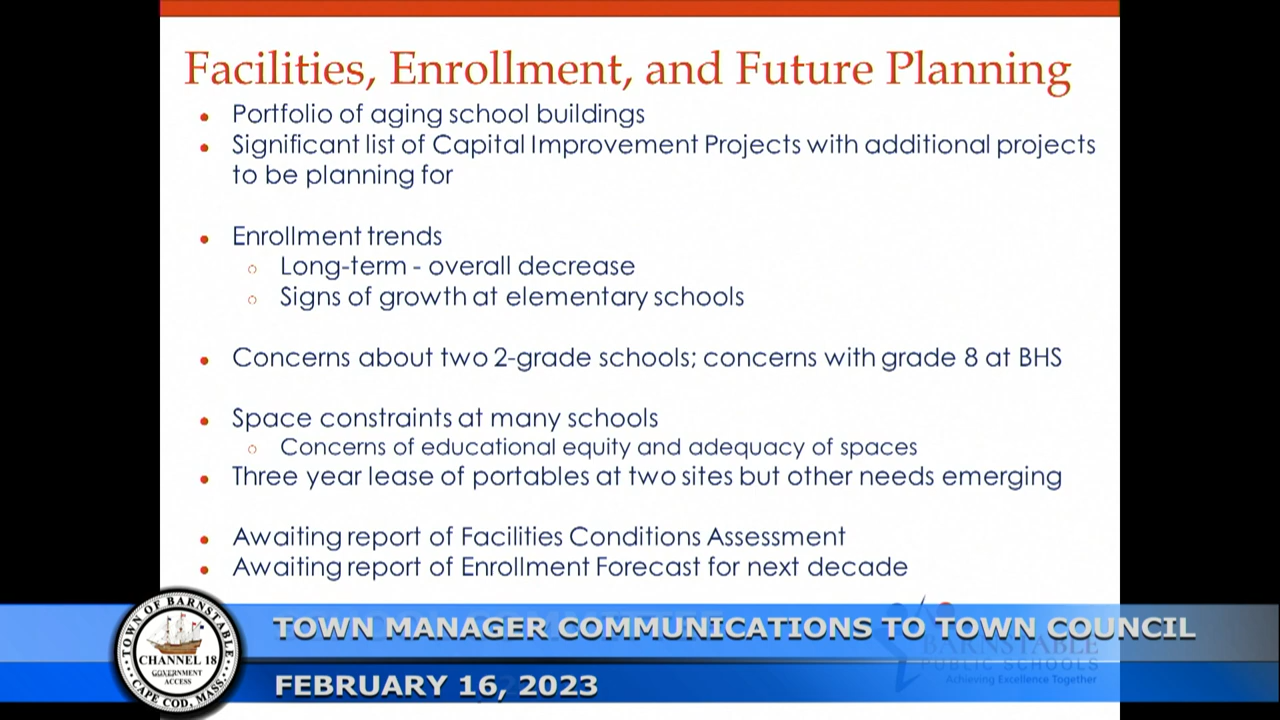 Facilities, Enrollment, and Future Planning
• Portfolio of aging school buildings
• Significant list of Capital Improvement Projects with additional projects
to be planning for
• Enrollment trends
○ Long-term - overall decrease
○ Signs of growth at elementary schools
• Concerns about two 2-grade schools; concerns with grade 8 at BHS
• Space constraints at many schools
○ Concerns of educational equity and adequacy of spaces
• Three year lease of portables at two sites but other needs emerging
• Awaiting report of Facilities Conditions Assessment
• Awaiting report of Enrollment Forecast for next decade
TOWN OF BARNSTABLE
CHANNEL 18
GOVERNMENT
ACCESS
CAPE COD, MASS.
TOWN MANAGER COMMUNICATIONS TO TOWN COUNCIL
BARNSTABLE
PUBLIC SCHOOLS
Achieving Excellence Together
FEBRUARY 16, 2023